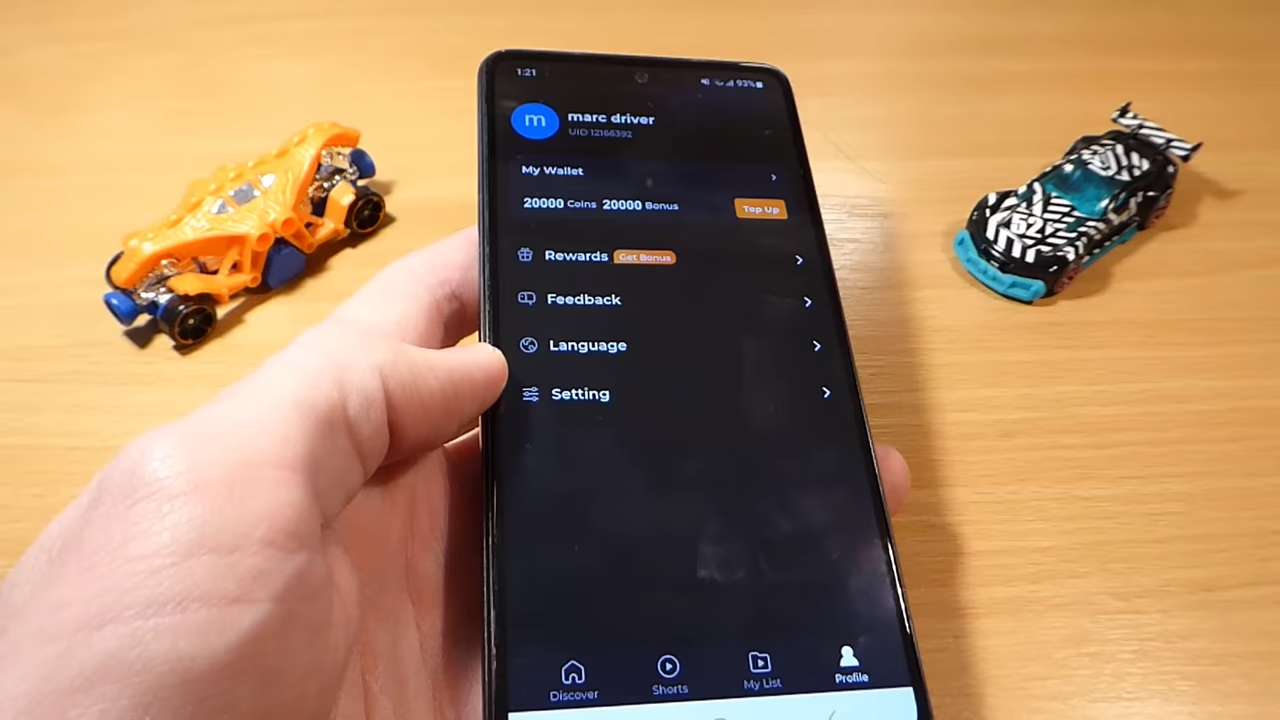 1:21
93%
m
marc driver
UID 12166392
My Wallet
20000 Coins 20000 Bonus
Top Up
Rewards Get Bonus
Feedback
Language
Setting
Discover
Shorts
My List
Profile
52